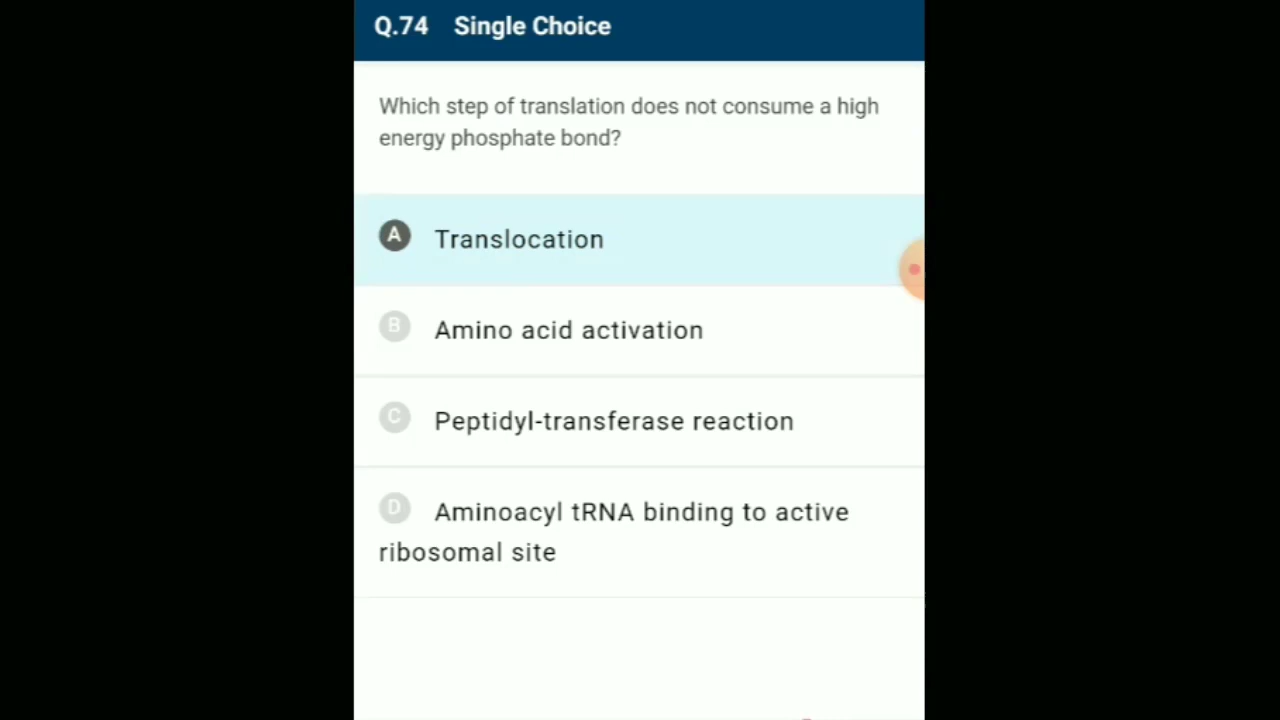 Q.74 Single Choice
Which step of translation does not consume a high
energy phosphate bond?
A Translocation
B Amino acid activation
C Peptidyl-transferase reaction
D Aminoacyl tRNA binding to active
ribosomal site